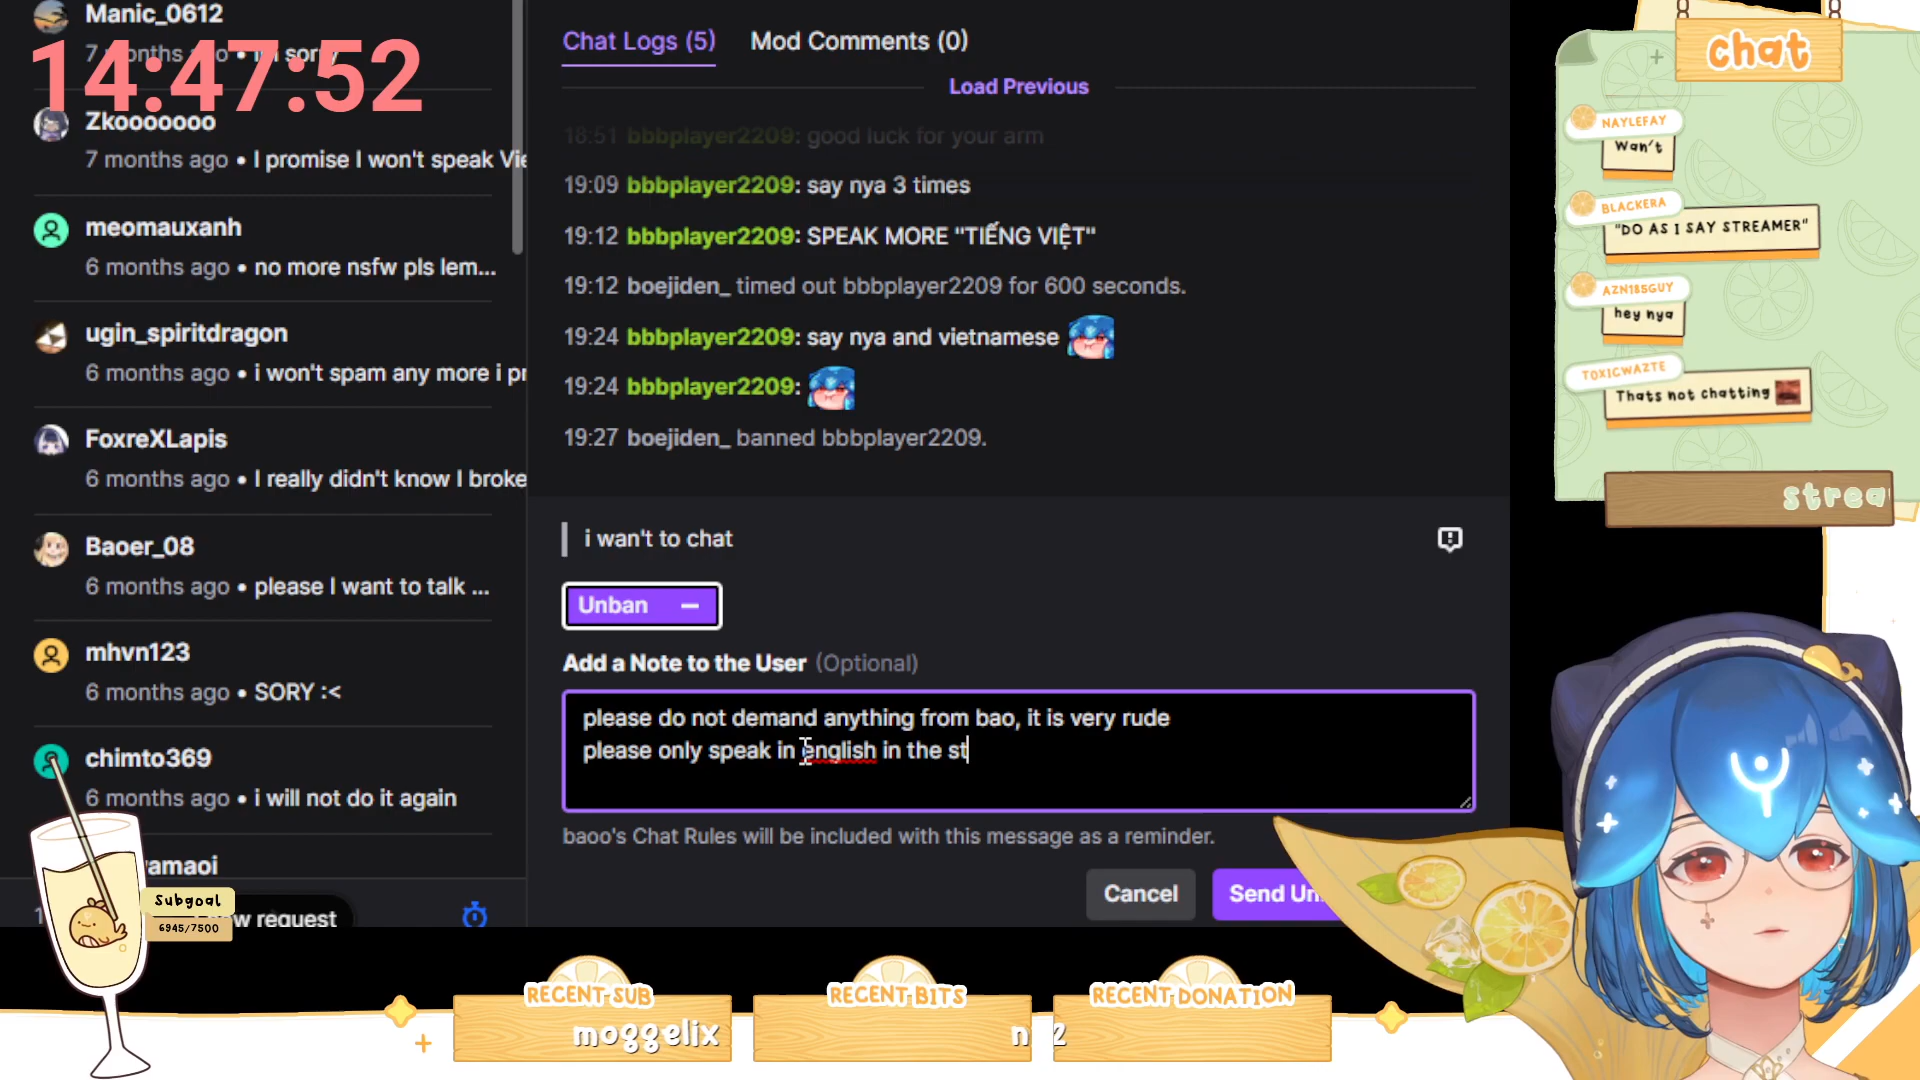 Manic_0612
7 months ago • I'm sorry
14:47:52
Zkooooooo
7 months ago • I promise I won't speak Vie
meomauxanh
6 months ago • no more nsfw pls lem...
ugin_spiritdragon
6 months ago • i won't spam any more i pr
FoxreXLapis
6 months ago • I really didn't know I broke
Baoer_08
6 months ago • please I want to talk ...
mhvn123
6 months ago • SORY :<
chimto369
6 months ago • i will not do it again
amaoi
w request
Subgoal
6945/7500
Chat Logs (5)
Mod Comments (0)
Load Previous
18:51 bbbplayer2209: good luck for your arm
19:09 bbbplayer2209: say nya 3 times
19:12 bbbplayer2209: SPEAK MORE "TIẾNG VIỆT"
19:12 boejiden_ timed out bbbplayer2209 for 600 seconds.
19:24 bbbplayer2209: say nya and vietnamese
19:24 bbbplayer2209:
19:27 boejiden_ banned bbbplayer2209.
i wan't to chat
Unban
Add a Note to the User (Optional)
please do not demand anything from bao, it is very rude
please only speak in english in the st
baoo's Chat Rules will be included with this message as a reminder.
Cancel
Send Un
chat
NAYLEFAY
Wan't
BLACKERA
"DO AS I SAY STREAMER"
AZN185GUY
hey nya
TOXICWAZTE
Thats not chatting
strea
RECENT SUB
moggelix
RECENT BITS
n
RECENT DONATION
2